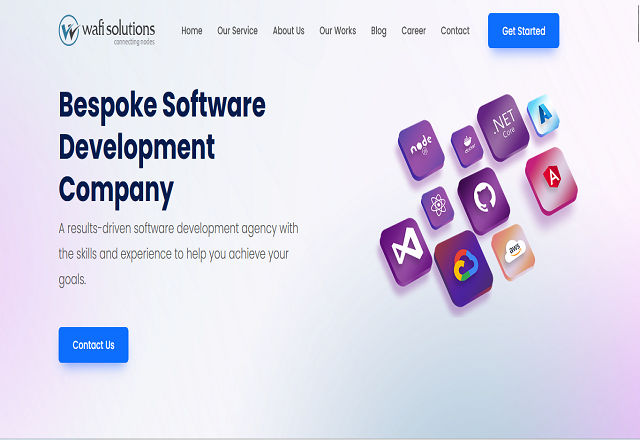 wafi solutions
connecting nodes
Home Our Service About Us Our Works Blog Career Contact Get Started
Bespoke Software
Development
Company
A results-driven software development agency with
the skills and experience to help you achieve your
goals.
Contact Us
node
docker
.NET
Core
A
A
aws